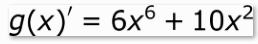 g(x)′ = 6x⁶ + 10x²